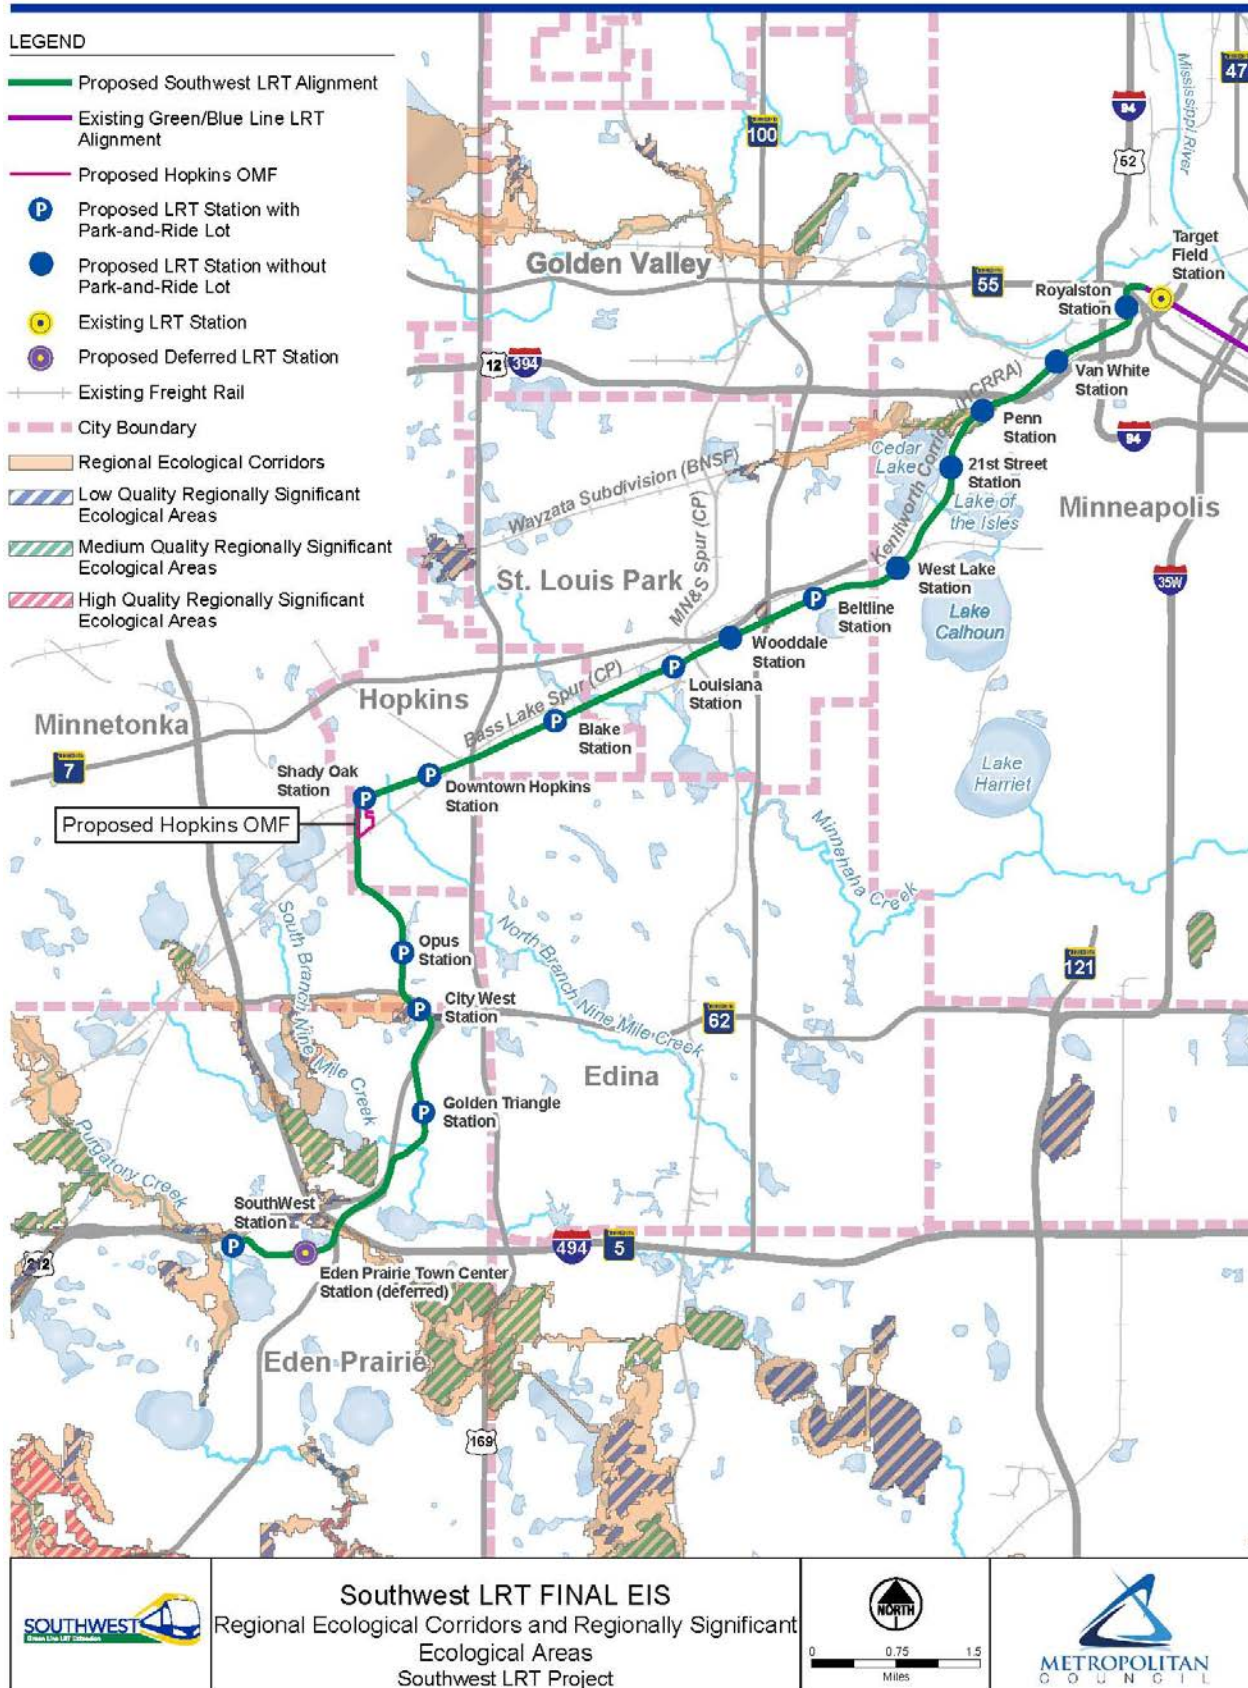 LEGEND
Proposed Southwest LRT Alignment
Existing Green/Blue Line LRT
Alignment
Proposed Hopkins OMF
P
Proposed LRT Station with
Park-and-Ride Lot
Proposed LRT Station without
Park-and-Ride Lot
Existing LRT Station
Proposed Deferred LRT Station
Existing Freight Rail
City Boundary
Regional Ecological Corridors
Low Quality Regionally Significant
Ecological Areas
Medium Quality Regionally Significant
Ecological Areas
High Quality Regionally Significant
Ecological Areas
47
94
52
100
Mississippi River
Target
Field
Station
Golden Valley
55
Royalston
Station
12
394
Van White
Station
94
Kenilworth Corridor (HCRRA)
Penn
Station
Cedar
Lake
21st Street
Station
Wayzata Subdivision (BNSF)
Lake of
the Isles
Minneapolis
MN&S Spur (CP)
St. Louis Park
West Lake
Station
35W
P
Beltline
Station
Lake
Calhoun
Wooddale
Station
P
Louisiana
Station
Bass Lake Spur (CP)
Hopkins
Minnetonka
P
Blake
Station
7
Lake
Harriet
Shady Oak
Station
P
P
Downtown Hopkins
Station
Proposed Hopkins OMF
Minnehaha Creek
South Branch Nine Mile Creek
North Branch Nine Mile Creek
P
Opus
Station
121
P
City West
Station
62
Edina
P
Golden Triangle
Station
Purgatory Creek
SouthWest
Station
P
212
494
5
Eden Prairie Town Center
Station (deferred)
Eden Prairie
169
SOUTHWEST
Green Line LRT Extension
Southwest LRT FINAL EIS
Regional Ecological Corridors and Regionally Significant
Ecological Areas
Southwest LRT Project
NORTH
0 0.75 1.5
Miles
METROPOLITAN
COUNCIL